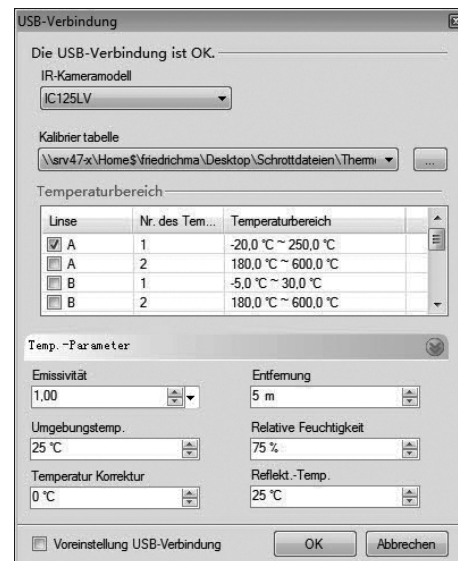 USB-Verbindung
Die USB-Verbindung ist OK.
IR-Kameramodell
IC125LV
Kalibrier tabelle
\\srv47-x\Home$\friedrichma\Desktop\Schrottdateien\Therm
...
Temperaturbereich
Linse Nr. des Tem... Temperaturbereich
A 1 -20,0 °C ~ 250,0 °C
A 2 180,0 °C ~ 600,0 °C
B 1 -5,0 °C ~ 30,0 °C
B 2 180,0 °C ~ 600,0 °C
Temp.-Parameter
Emissivität Entfernung
1,00 5 m
Umgebungstemp. Relative Feuchtigkeit
25 °C 75 %
Temperatur Korrektur Reflekt.-Temp.
0 °C 25 °C
Voreinstellung USB-Verbindung OK Abbrechen